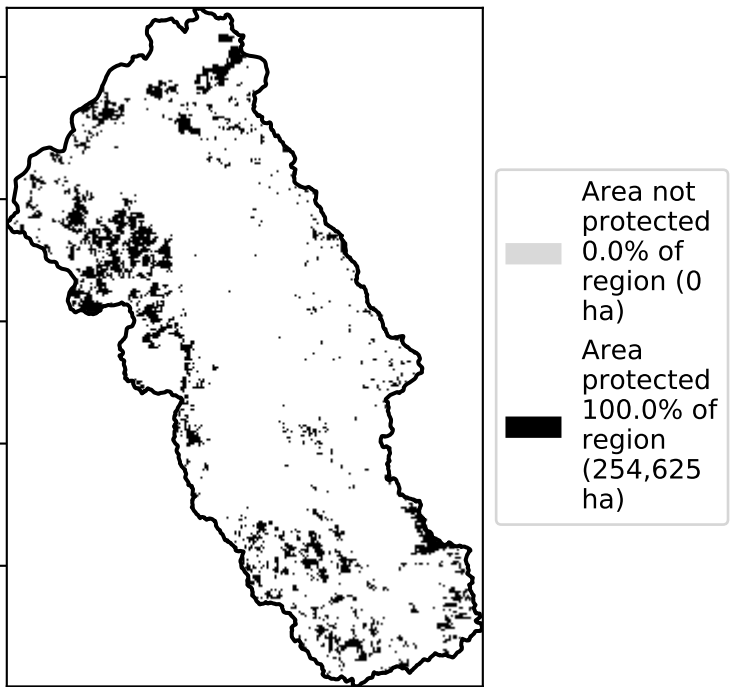 Area not
protected
0.0% of
region (0
ha)
Area
protected
100.0% of
region
(254,625
ha)